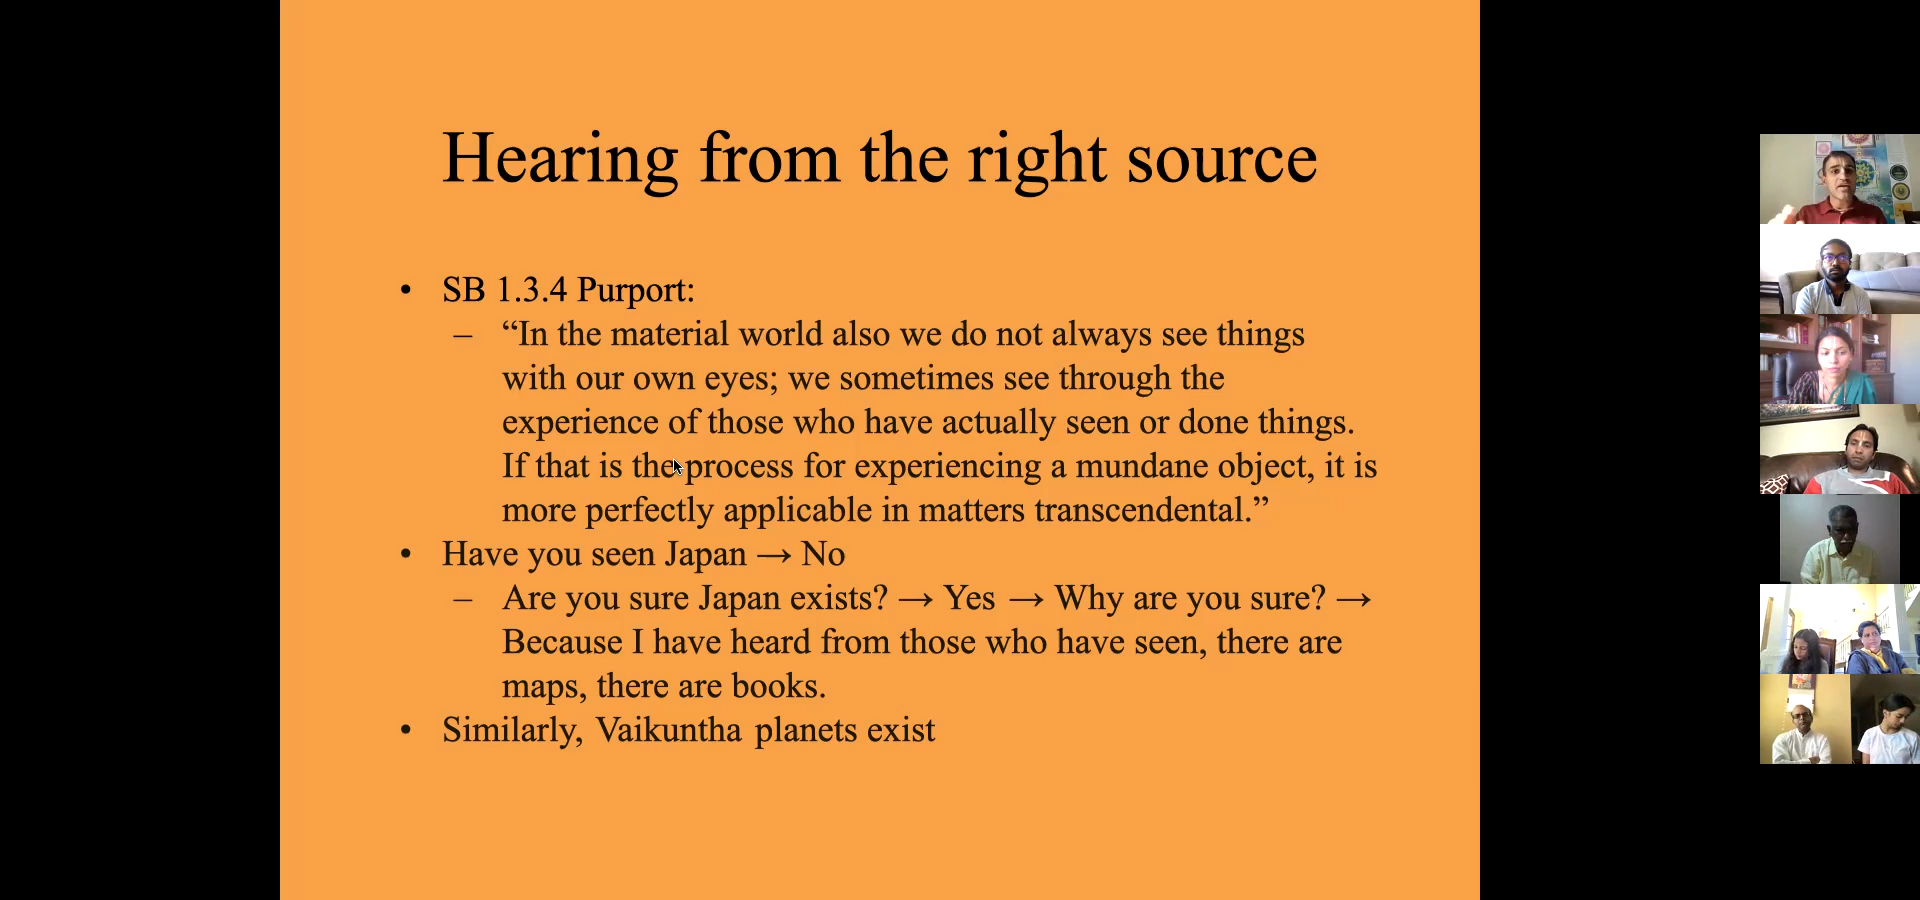 Hearing from the right source
• SB 1.3.4 Purport:
– “In the material world also we do not always see things
with our own eyes; we sometimes see through the
experience of those who have actually seen or done things.
If that is the process for experiencing a mundane object, it is
more perfectly applicable in matters transcendental.”
• Have you seen Japan → No
– Are you sure Japan exists? → Yes → Why are you sure? →
Because I have heard from those who have seen, there are
maps, there are books.
• Similarly, Vaikuntha planets exist